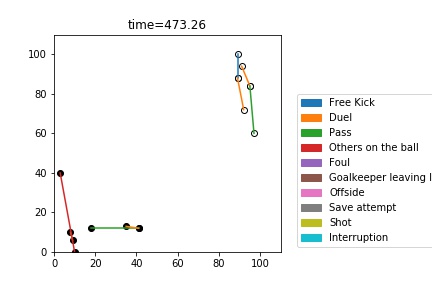 time=473.26
100
80
60
40
20
0
0 20 40 60 80 100
Free Kick
Duel
Pass
Others on the ball
Foul
Goalkeeper leaving l
Offside
Save attempt
Shot
Interruption